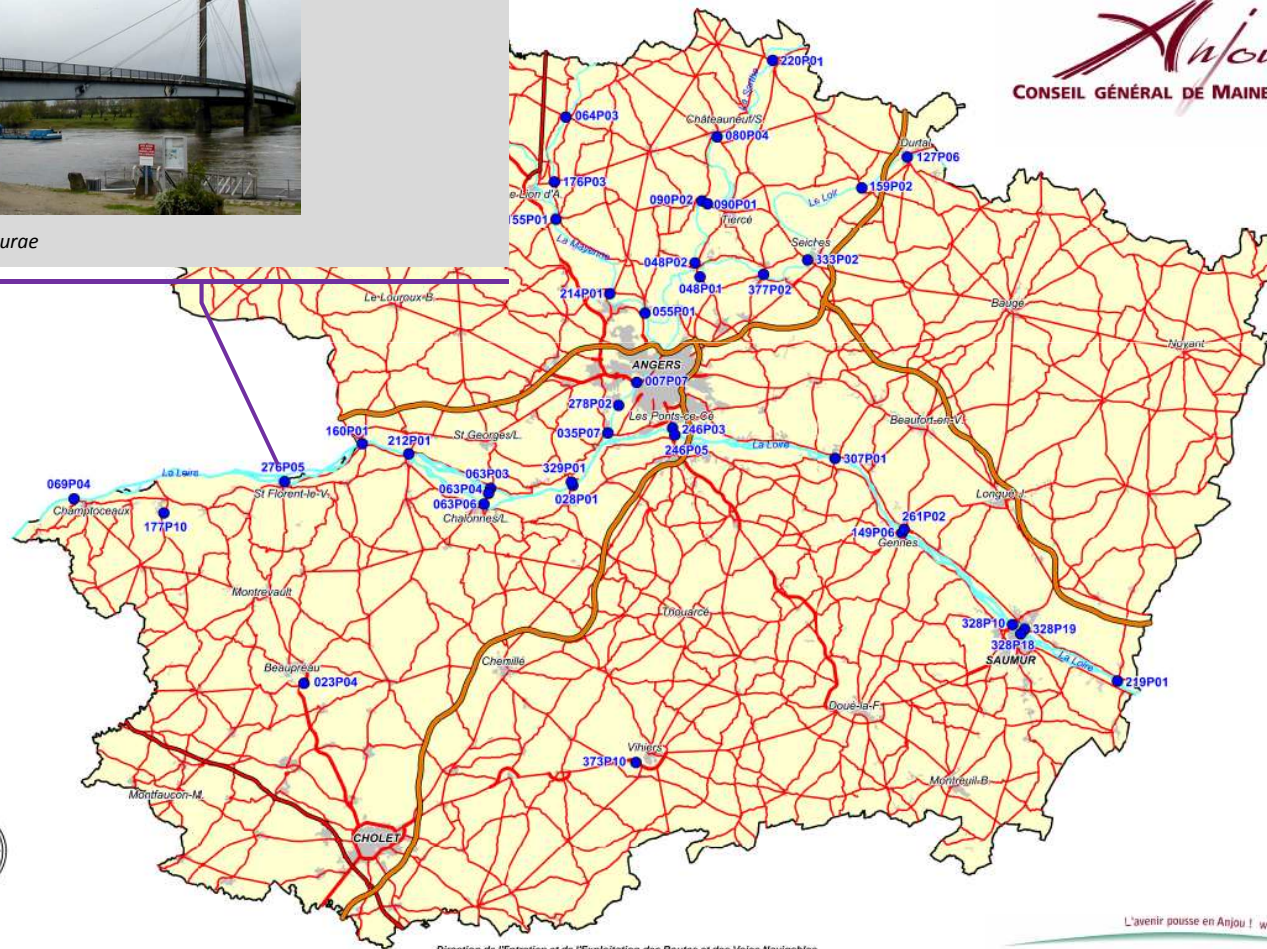 Anjou
CONSEIL GÉNÉRAL DE MAINE
220P01
La Sarthe
064P03
Châteauneuf/S
080P04
Durtal
127P06
176P03
e-Lion d'A.
159P02
Le Loir
090P02
090P01
Tiercé
155P01
La Mayenne
Seiches
333P02
048P02
048P01
377P02
urae
214P01
Le Louroux-B.
055P01
Baugé
Noyant
ANGERS
007P07
278P02
Les Ponts-ce-Cé
Beaufort-en-V.
035P07
246P03
246P05
La Loire
307P01
160P01
212P01
St Georges/L.
063P03
063P04
063P06
Chalonnes/L.
329P01
028P01
276P05
La Loire
St Florent-le-V.
069P04
Champtoceaux
177P10
Longué-J.
261P02
149P06
Gennes
Montrevault
Thouarcé
328P10
328P19
328P18
SAUMUR
La Loire
219P01
Beaupréau
023P04
Chemillé
Doué-la-F.
Vihiers
373P10
Montreuil-B.
Montfaucon-M.
CHOLET
L'avenir pousse en Anjou !
Direction de l'Entretien et de l'Exploitation des Routes et des Voies Navigables